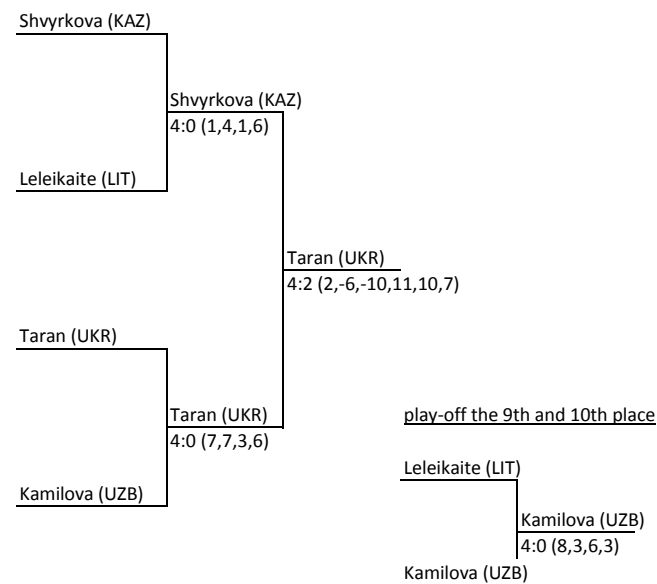 Shvyrkova (KAZ)
Shvyrkova (KAZ)
4:0 (1,4,1,6)
Leleikaite (LIT)
Taran (UKR)
4:2 (2,-6,-10,11,10,7)
Taran (UKR)
Taran (UKR)
4:0 (7,7,3,6)
Kamilova (UZB)
play-off the 9th and 10th place
Leleikaite (LIT)
Kamilova (UZB)
4:0 (8,3,6,3)
Kamilova (UZB)